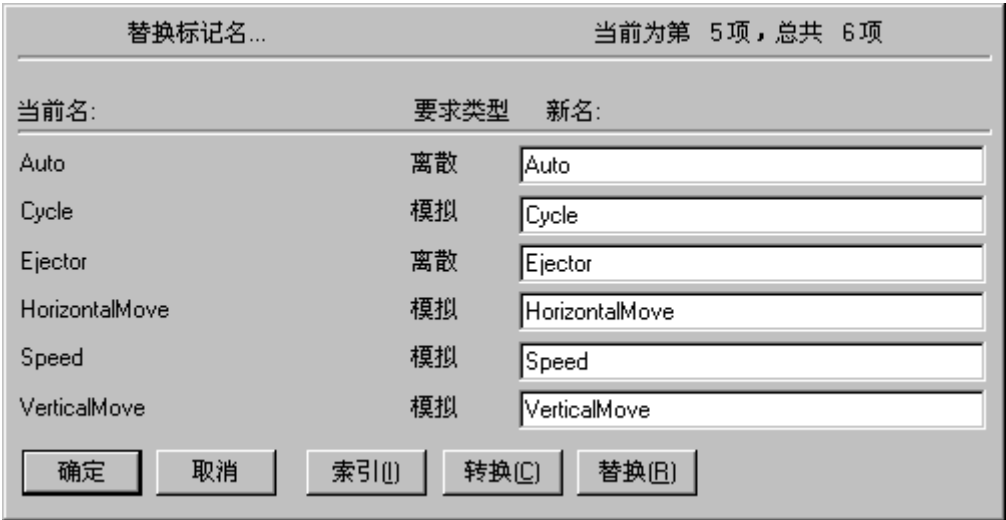 替换标记名... 当前为第 5项，总共 6项
当前名: 要求类型 新名:
Auto 离散 Auto
Cycle 模拟 Cycle
Ejector 离散 Ejector
HorizontalMove 模拟 HorizontalMove
Speed 模拟 Speed
VerticalMove 模拟 VerticalMove
确定 取消 索引(I) 转换(C) 替换(R)